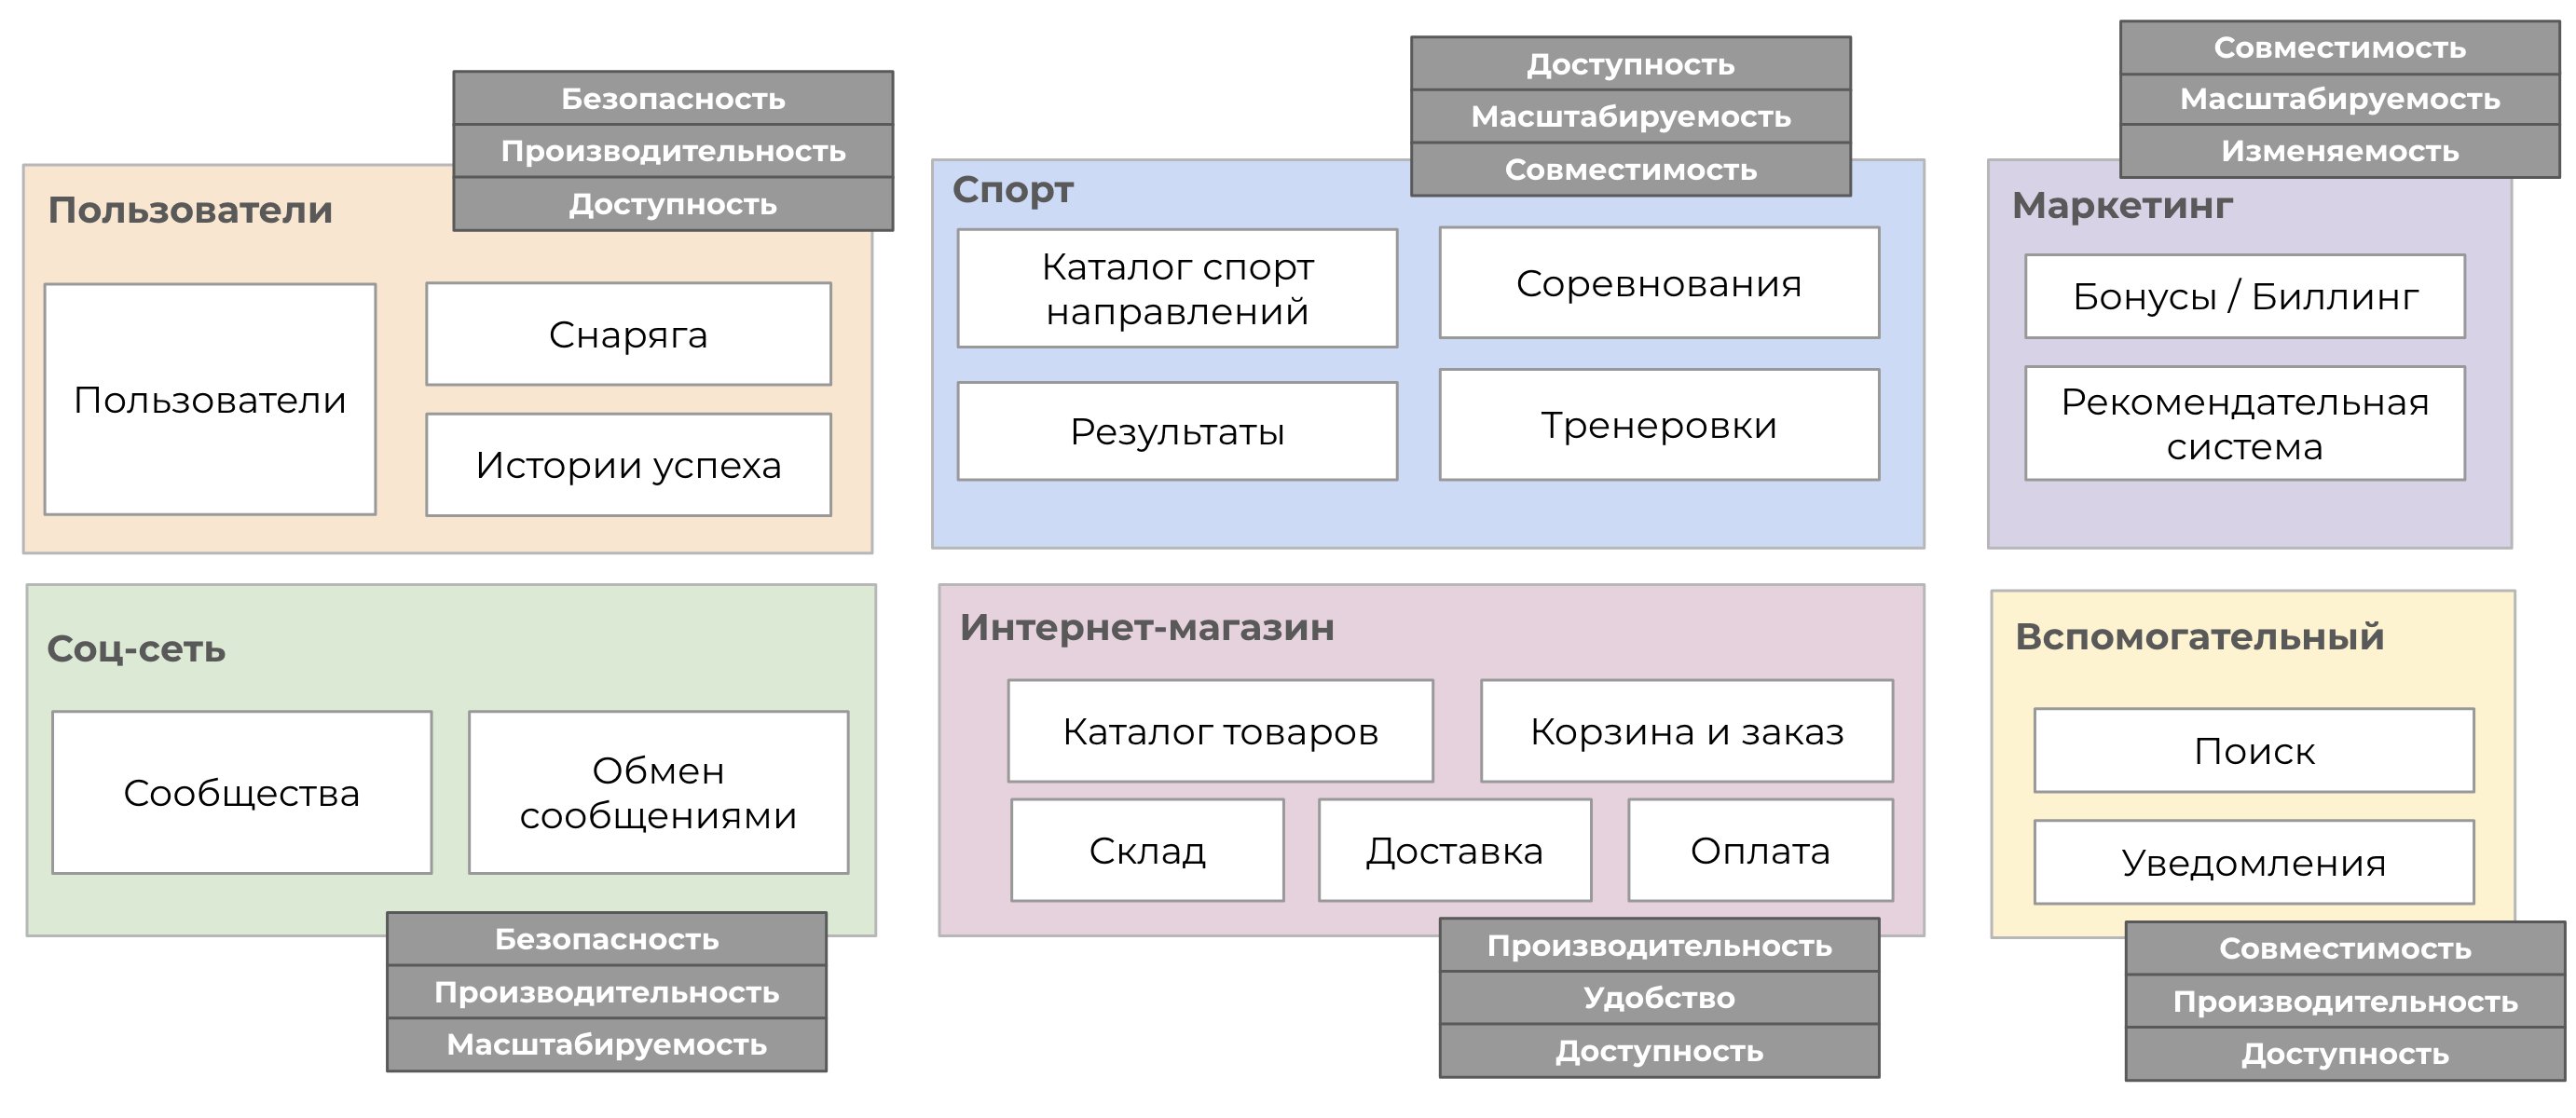 Безопасность
Производительность
Доступность
Пользователи
Пользователи
Снаряга
Истории успеха
Доступность
Масштабируемость
Совместимость
Спорт
Каталог спорт
направлений
Соревнования
Результаты
Тренеровки
Совместимость
Масштабируемость
Изменяемость
Маркетинг
Бонусы / Биллинг
Рекомендательная
система
Соц-сеть
Сообщества
Обмен
сообщениями
Безопасность
Производительность
Масштабируемость
Интернет-магазин
Каталог товаров
Корзина и заказ
Склад
Доставка
Оплата
Производительность
Удобство
Доступность
Вспомогательный
Поиск
Уведомления
Совместимость
Производительность
Доступность